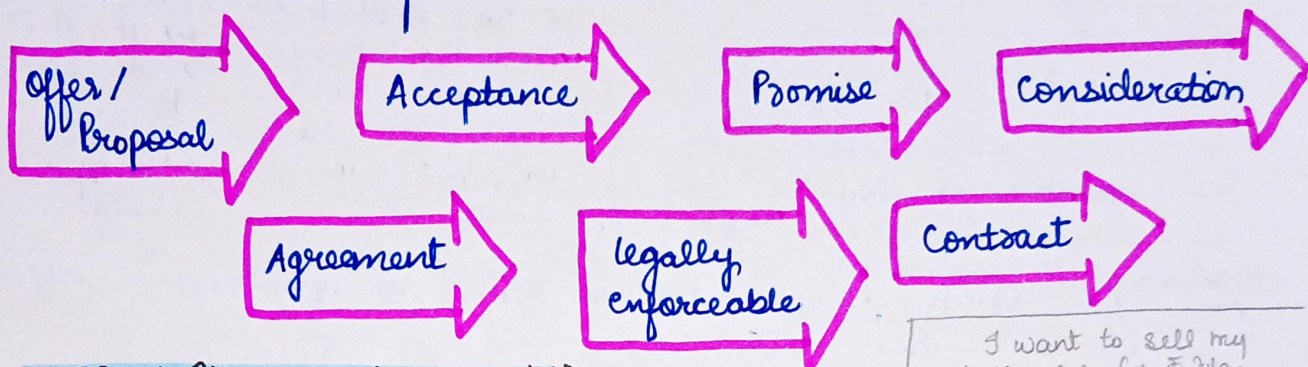 Offer/
Proposal
Acceptance
Promise
Consideration
Agreement
legally
enforceable
Contract
I want to sell my